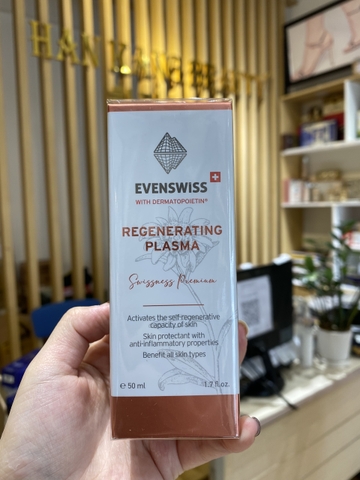 EVENSWISS
WITH DERMATOPOIETIN®
REGENERATING
PLASMA
Swissness Premium
Activates the self-regenerative
capacity of skin
Skin protectant with
anti-inflammatory properties
Benefit all skin types
℮ 50 ml 1.7 fl.oz.